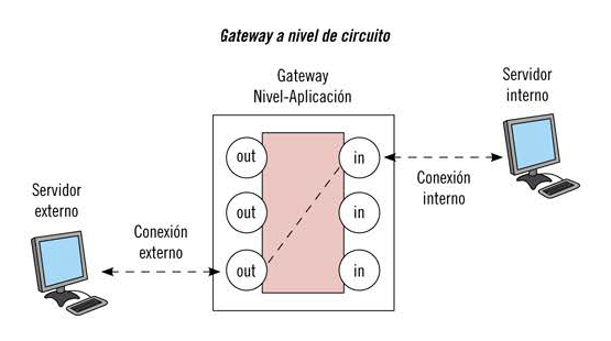 Gateway a nivel de circuito
Gateway
Nivel-Aplicación
Servidor
interno
out
in
Conexión
interno
Servidor
externo
out
in
Conexión
externo
out
in